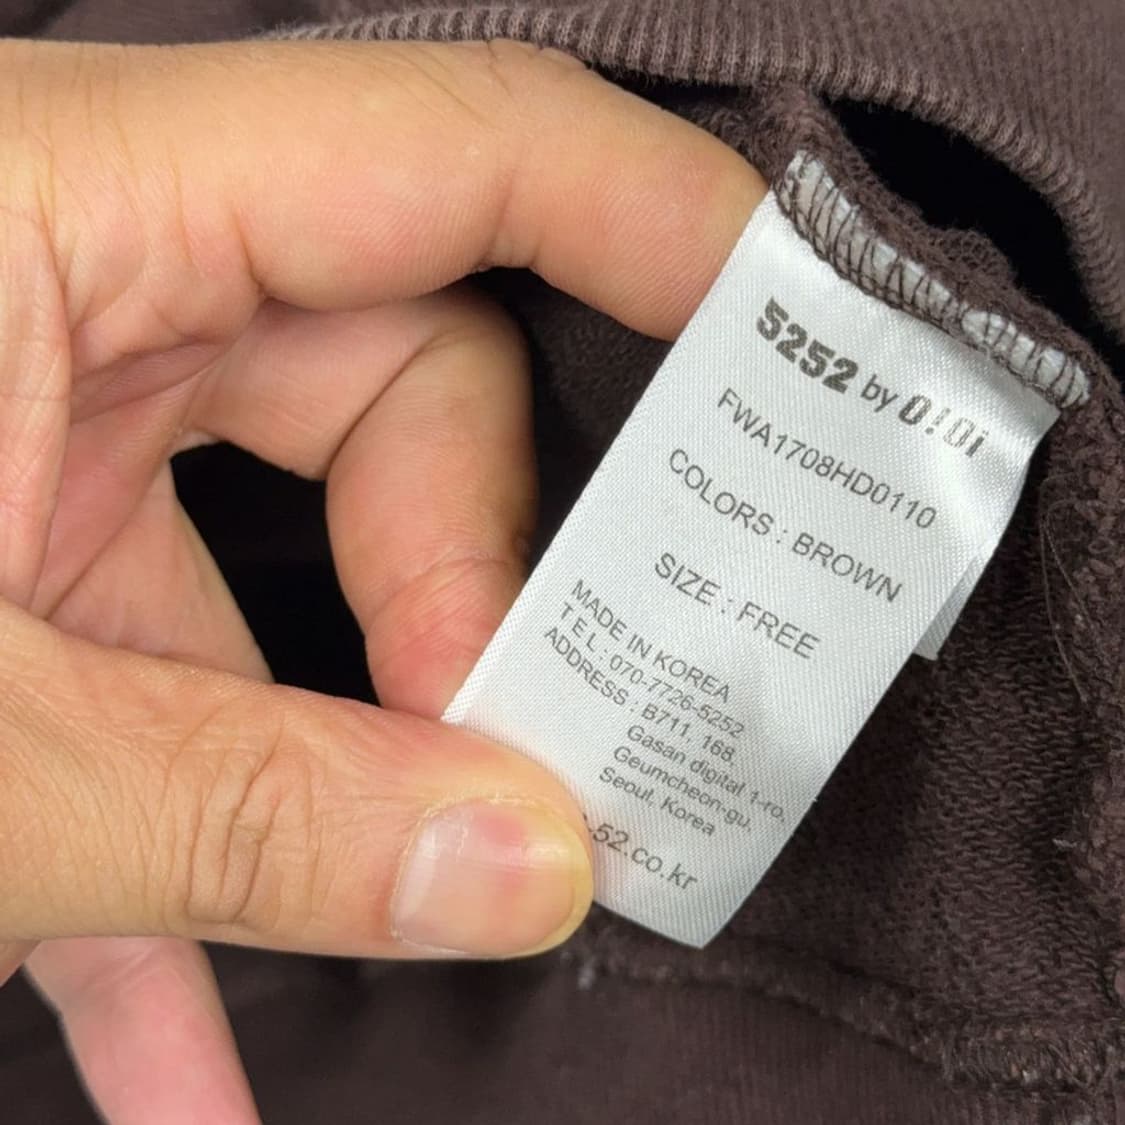 5252 by O!Oi
FWA1708HD0110
COLORS : BROWN
SIZE : FREE
MADE IN KOREA
TEL : 070-7726-5252
ADDRESS : B711, 168,
Gasan digital 1-ro,
Geumcheon-gu,
Seoul, Korea
-52.co.kr